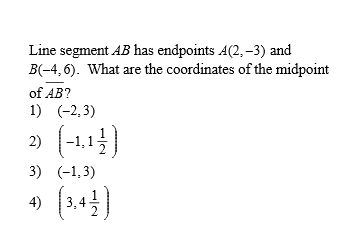 Line segment AB has endpoints A(2,−3) and
B(−4,6). What are the coordinates of the midpoint
of A̅B̅?
1) (−2,3)
2) (−1,1 1/2)
3) (−1,3)
4) (3,4 1/2)